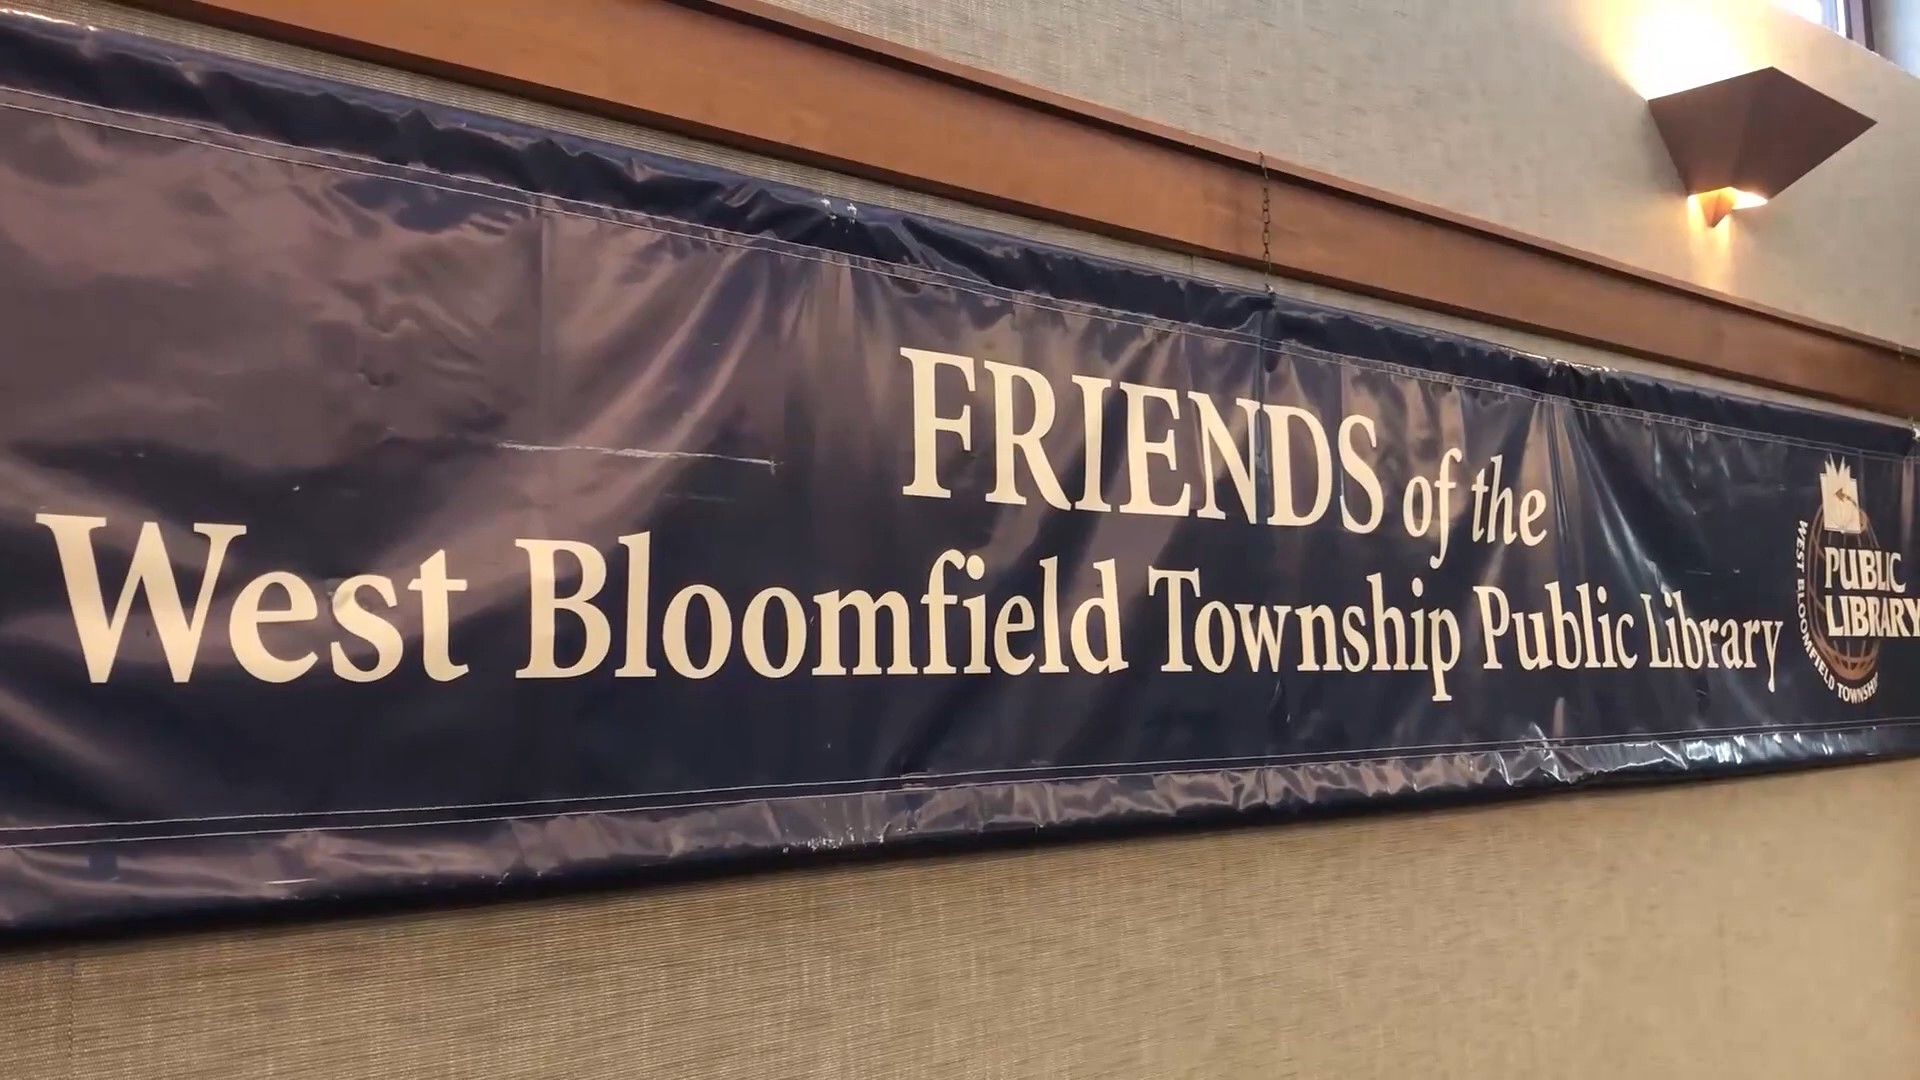 FRIENDS of the
West Bloomfield Township Public Library
PUBLIC
LIBRARY
WEST BLOOMFIELD TOWNSHIP